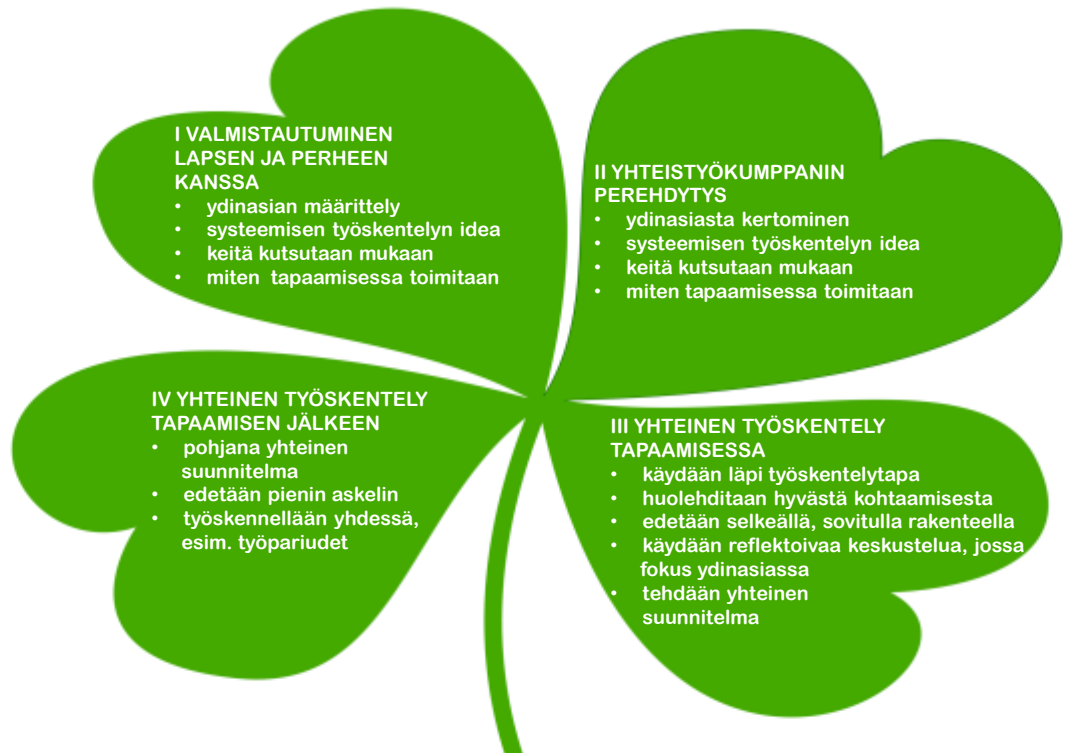 I VALMISTAUTUMINEN
LAPSEN JA PERHEEN
KANSSA
• ydinasian määrittely
• systeemisen työskentelyn idea
• keitä kutsutaan mukaan
• miten tapaamisessa toimitaan
II YHTEISTYÖKUMPPANIN
PEREHDYTYS
• ydinasiasta kertominen
• systeemisen työskentelyn idea
• keitä kutsutaan mukaan
• miten tapaamisessa toimitaan
III YHTEINEN TYÖSKENTELY
TAPAAMISESSA
• käydään läpi työskentelytapa
• huolehditaan hyvästä kohtaamisesta
• edetään selkeällä, sovitulla rakenteella
• käydään reflektoivaa keskustelua, jossa
fokus ydinasiassa
• tehdään yhteinen
suunnitelma
IV YHTEINEN TYÖSKENTELY
TAPAAMISEN JÄLKEEN
• pohjana yhteinen
suunnitelma
• edetään pienin askelin
• työskennellään yhdessä,
esim. työpariudet